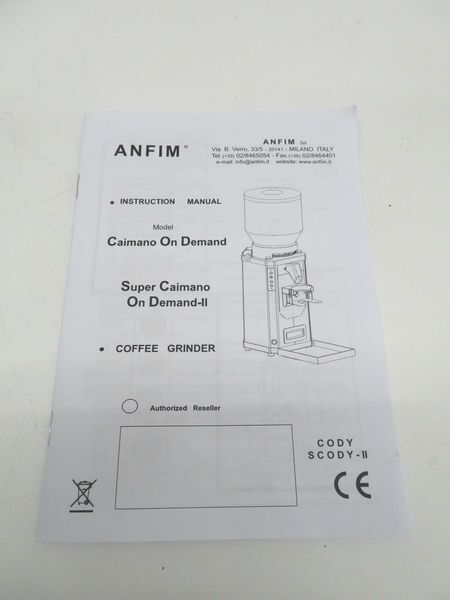 ANFIM®
ANFIM Srl
Via B. Verro, 33/5 - 20141 - MILANO ITALY
Tel. (+39) 02/8465054 - Fax.(+39) 02/8464401
e-mail: info@anfim.it website: www.anfim.it
• INSTRUCTION MANUAL
Model
Caimano On Demand
Super Caimano
On Demand-II
• COFFEE GRINDER
Authorized Reseller
CODY
SCODY-II
CE